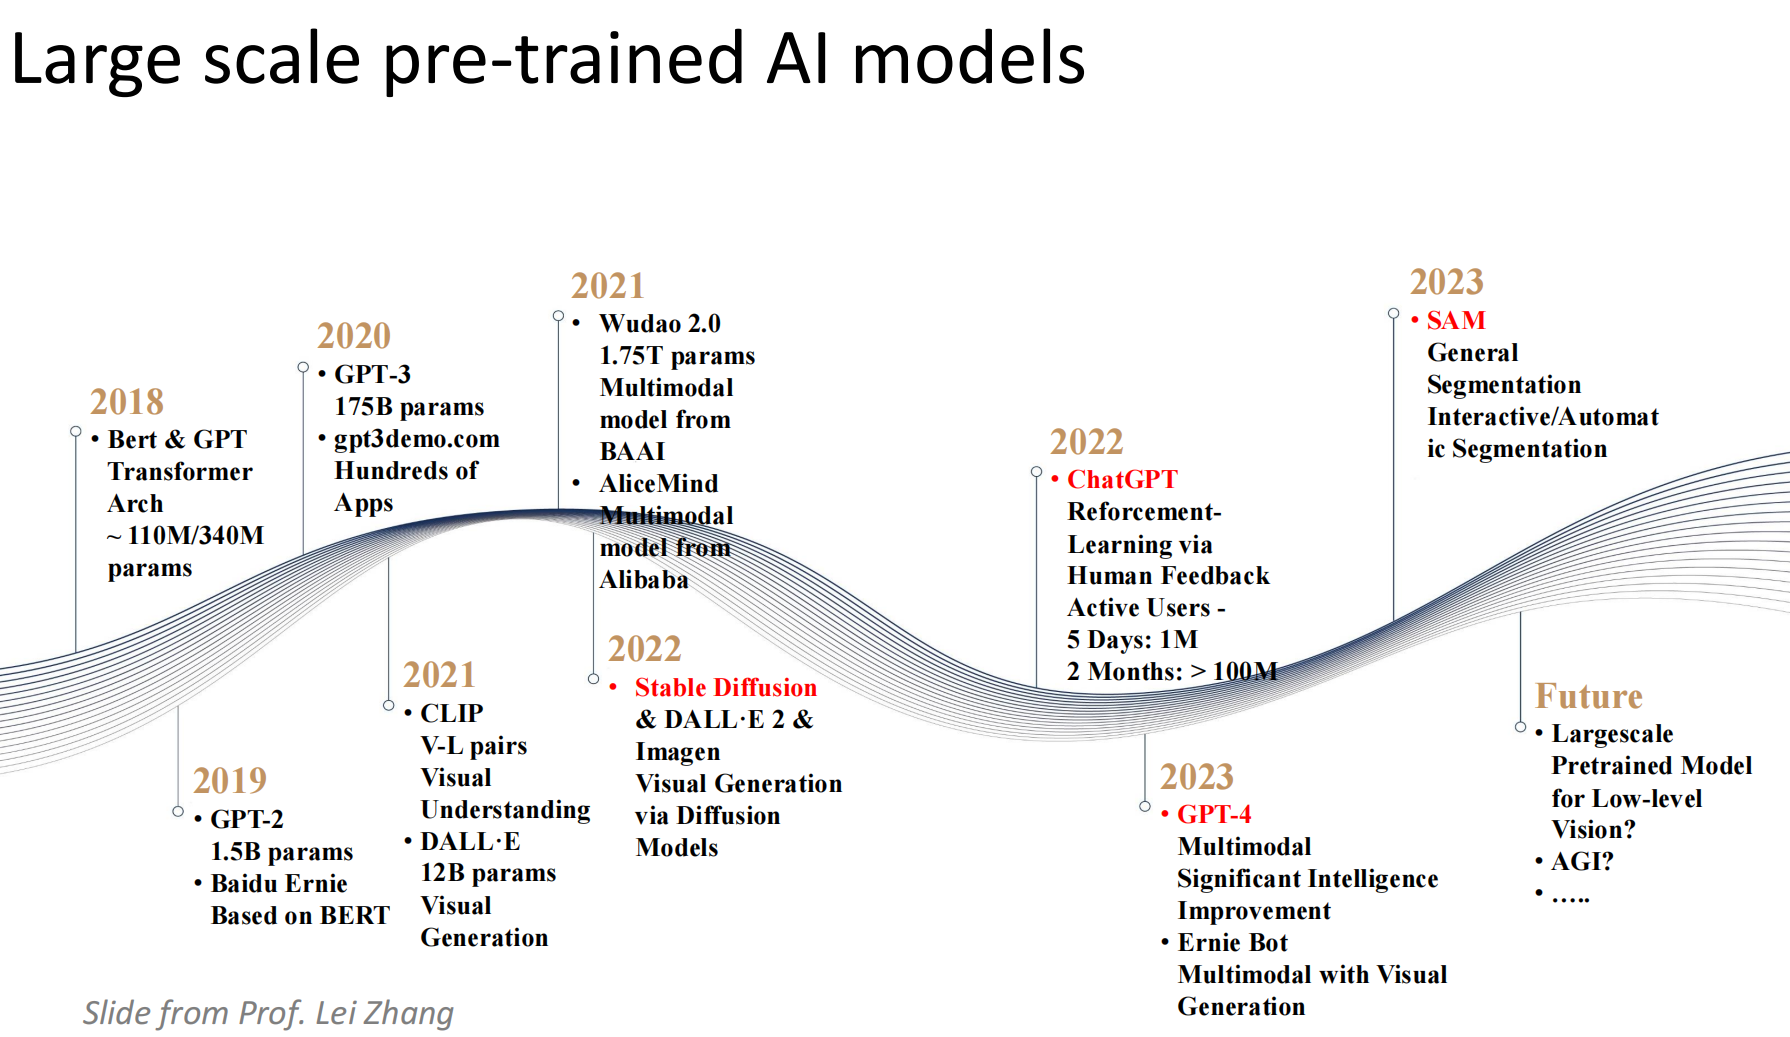 Large scale pre-trained AI models
2018
• Bert & GPT
Transformer
Arch
~ 110M/340M
params
2019
• GPT-2
1.5B params
• Baidu Ernie
Based on BERT
2020
• GPT-3
175B params
• gpt3demo.com
Hundreds of
Apps
2021
• CLIP
V-L pairs
Visual
Understanding
• DALL·E
12B params
Visual
Generation
2021
• Wudao 2.0
1.75T params
Multimodal
model from
BAAI
• AliceMind
Multimodal
model from
Alibaba
2022
• Stable Diffusion
& DALL·E 2 &
Imagen
Visual Generation
via Diffusion
Models
2022
• ChatGPT
Reforcement-
Learning via
Human Feedback
Active Users -
5 Days: 1M
2 Months: > 100M
2023
• GPT-4
Multimodal
Significant Intelligence
Improvement
• Ernie Bot
Multimodal with Visual
Generation
2023
• SAM
General
Segmentation
Interactive/Automat
ic Segmentation
Future
• Largescale
Pretrained Model
for Low-level
Vision?
• AGI?
• …..
Slide from Prof. Lei Zhang